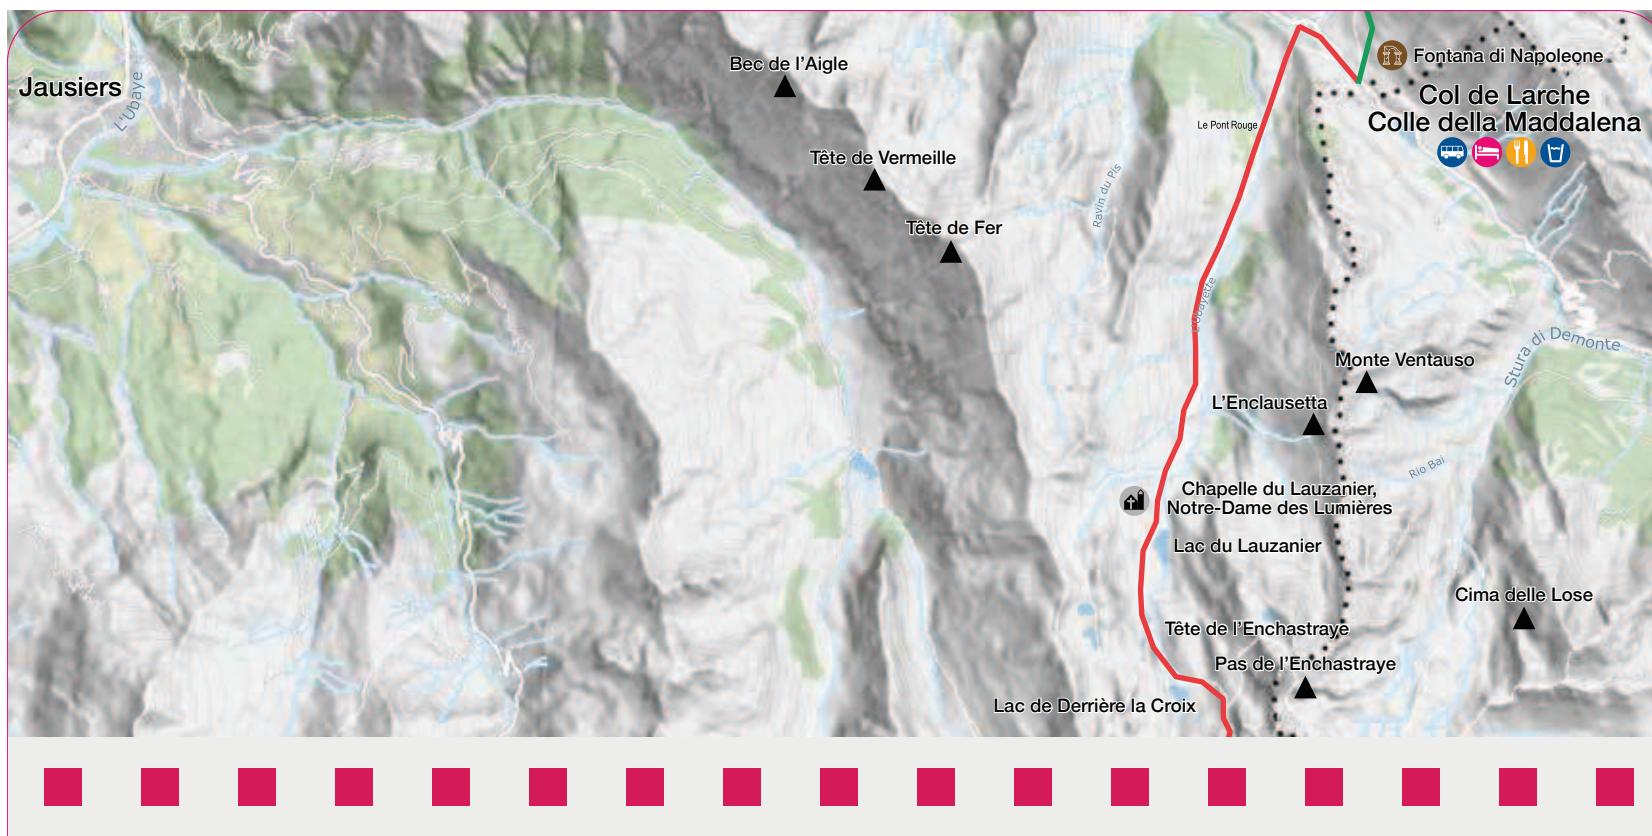 Fontana di Napoleone
Bec de l'Aigle
Jausiers
L'Ubaye
Col de Larche
Colle della Maddalena
Le Pont Rouge
Tête de Vermeille
Ravin du Pis
Tête de Fer
L'Oubayette
Stura di Demonte
Monte Ventauso
L'Enclausetta
Rio Bai
Chapelle du Lauzanier,
Notre-Dame des Lumières
Lac du Lauzanier
Cima delle Lose
Tête de l'Enchastraye
Pas de l'Enchastraye
Lac de Derrière la Croix